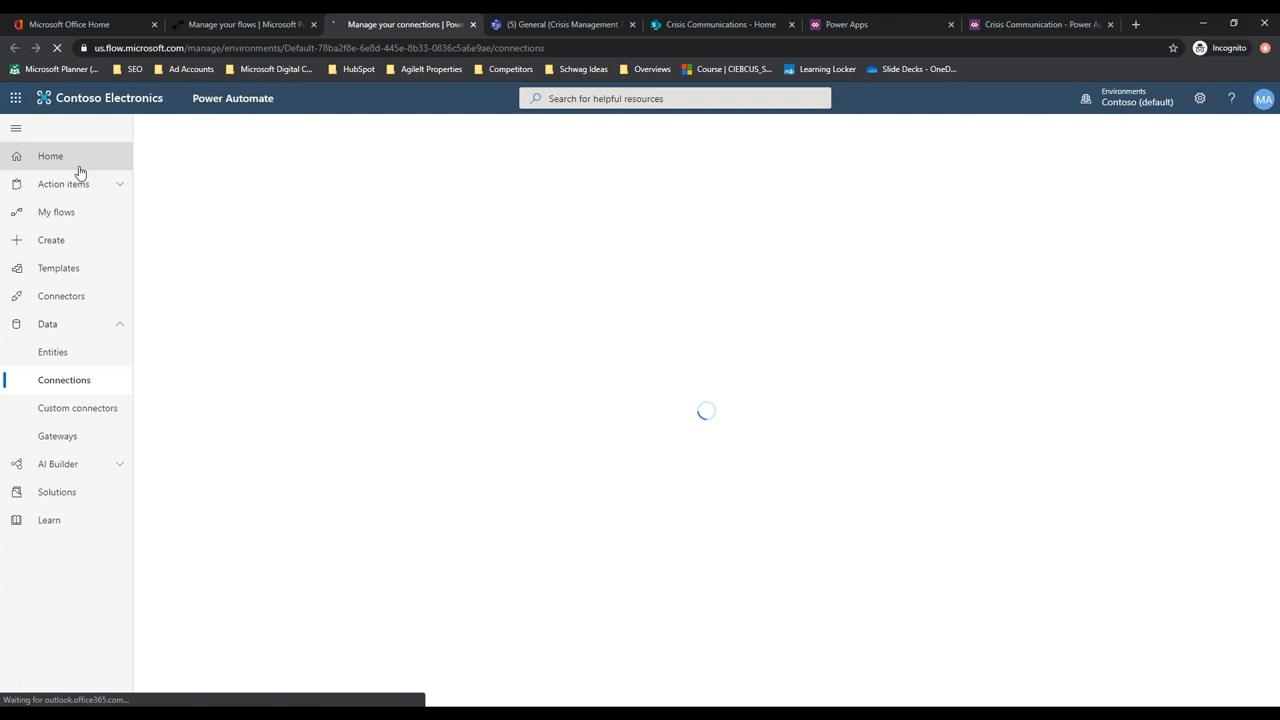 Microsoft Office Home
Manage your flows | Microsoft P
Manage your connections | Pow
(5) General (Crisis Management T
Crisis Communications - Home
Power Apps
Crisis Communication - Power Ap
us.flow.microsoft.com/manage/environments/Default-78ba2f8e-6e8d-445e-8b33-0836c5a6e9ae/connections
Incognito
Microsoft Planner (...
SEO
Ad Accounts
Microsoft Digital C...
HubSpot
AgileIt Properties
Competitors
Schwag Ideas
Overviews
Course | CIEBCUS_S...
Learning Locker
Slide Decks - OneD...
Contoso Electronics
Power Automate
Search for helpful resources
Environments
Contoso (default)
?
MA
Home
Action items
My flows
Create
Templates
Connectors
Data
Entities
Connections
Custom connectors
Gateways
AI Builder
Solutions
Learn
Waiting for outlook.office365.com...